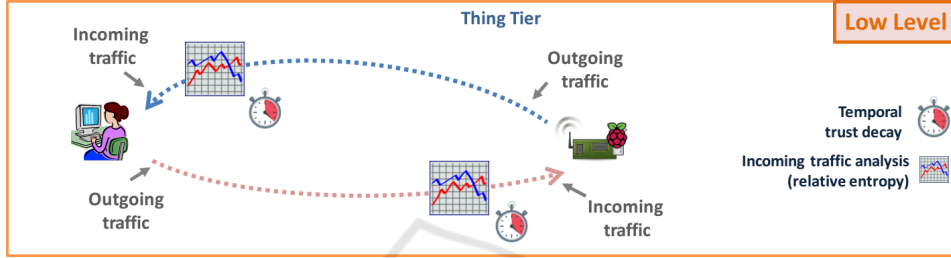 Thing Tier
Low Level
Incoming
traffic
Outgoing
traffic
Temporal
trust decay
Incoming traffic analysis
(relative entropy)
Outgoing
traffic
Incoming
traffic